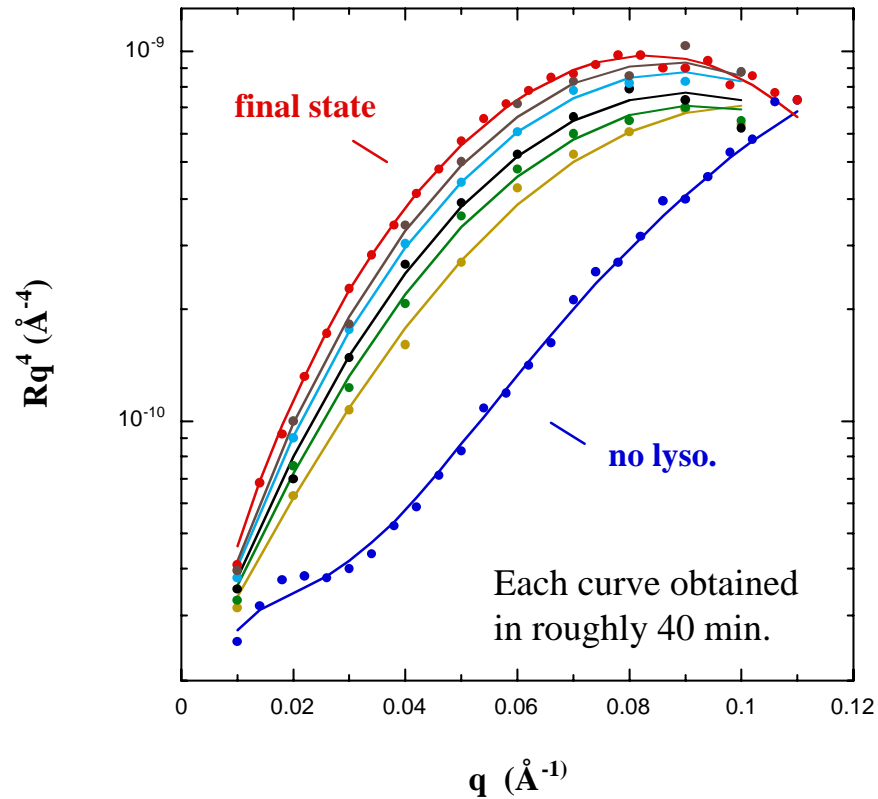 10⁻⁹
final state
Rq⁴ (Å⁻⁴)
10⁻¹⁰
no lyso.
Each curve obtained
in roughly 40 min.
0 0.02 0.04 0.06 0.08 0.1 0.12
q (Å⁻¹)